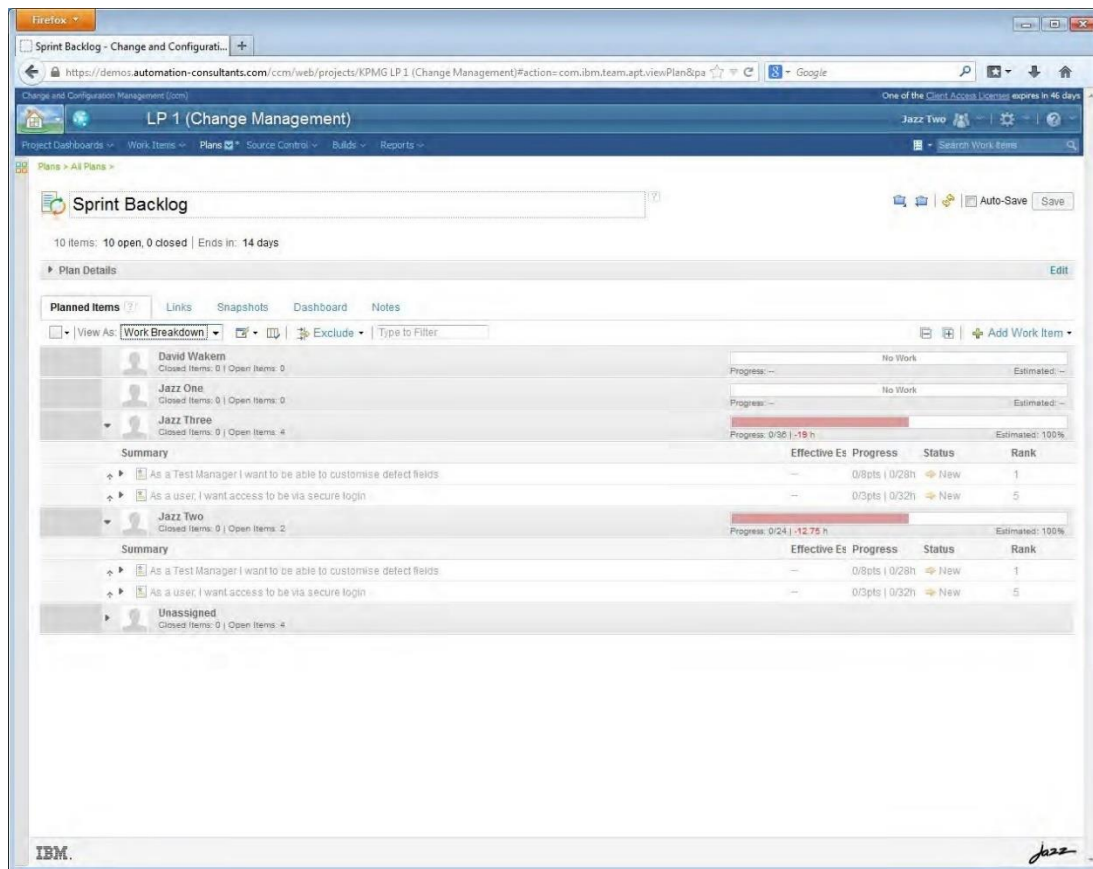 Firefox
Sprint Backlog - Change and Configurati... +
https://demos.automation-consultants.com/ccm/web/projects/KPMG LP 1 (Change Management)#action=com.ibm.team.apt.viewPlan&pa Google
Change and Configuration Management (/ccm) One of the Client Access Licenses expires in 46 days
LP 1 (Change Management) Jazz Two
Project Dashboards Work Items Plans Source Control Builds Reports Search Work Items
Plans > All Plans >
Sprint Backlog Auto-Save Save
10 items: 10 open, 0 closed | Ends in: 14 days
Plan Details Edit
Planned Items Links Snapshots Dashboard Notes
View As: Work Breakdown Exclude Type to Filter Add Work Item
David Wakern No Work
Closed Items: 0 | Open Items: 0 Progress: -- Estimated: --
Jazz One No Work
Closed Items: 0 | Open Items: 0 Progress: -- Estimated: --
Jazz Three
Closed Items: 0 | Open Items: 4 Progress: 0/36 | -19 h Estimated: 100%
Summary Effective Es Progress Status Rank
As a Test Manager I want to be able to customise defect fields -- 0/8pts | 0/28h New 1
As a user, I want access to be via secure login -- 0/3pts | 0/32h New 5
Jazz Two
Closed Items: 0 | Open Items: 2 Progress: 0/24 | -12.75 h Estimated: 100%
Summary Effective Es Progress Status Rank
As a Test Manager I want to be able to customise defect fields -- 0/8pts | 0/28h New 1
As a user, I want access to be via secure login -- 0/3pts | 0/32h New 5
Unassigned
Closed Items: 0 | Open Items: 4
IBM. Jazz